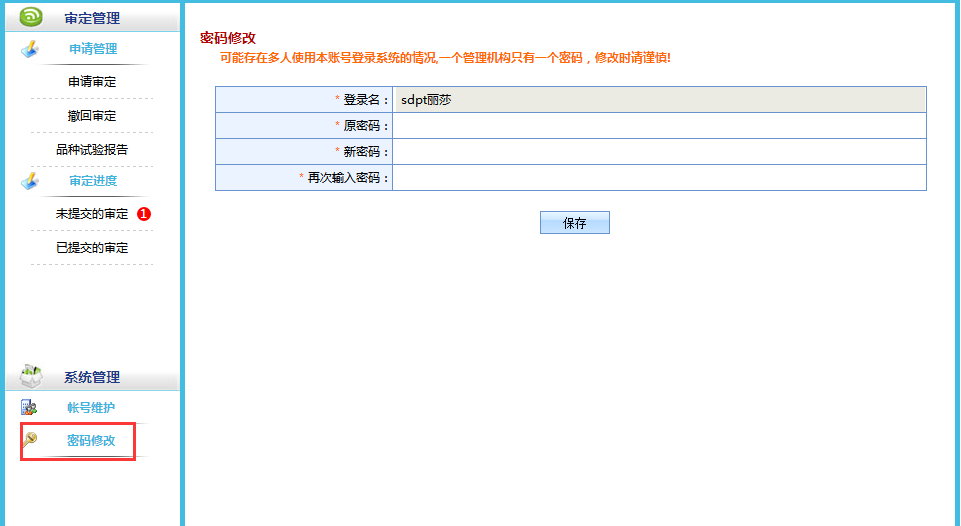 审定管理
申请管理
申请审定
撤回审定
品种试验报告
审定进度
未提交的审定 1
已提交的审定
系统管理
帐号维护
密码修改
密码修改
可能存在多人使用本账号登录系统的情况,一个管理机构只有一个密码，修改时请谨慎!
* 登录名： sdpt丽莎
* 原密码：
* 新密码：
* 再次输入密码：
保存